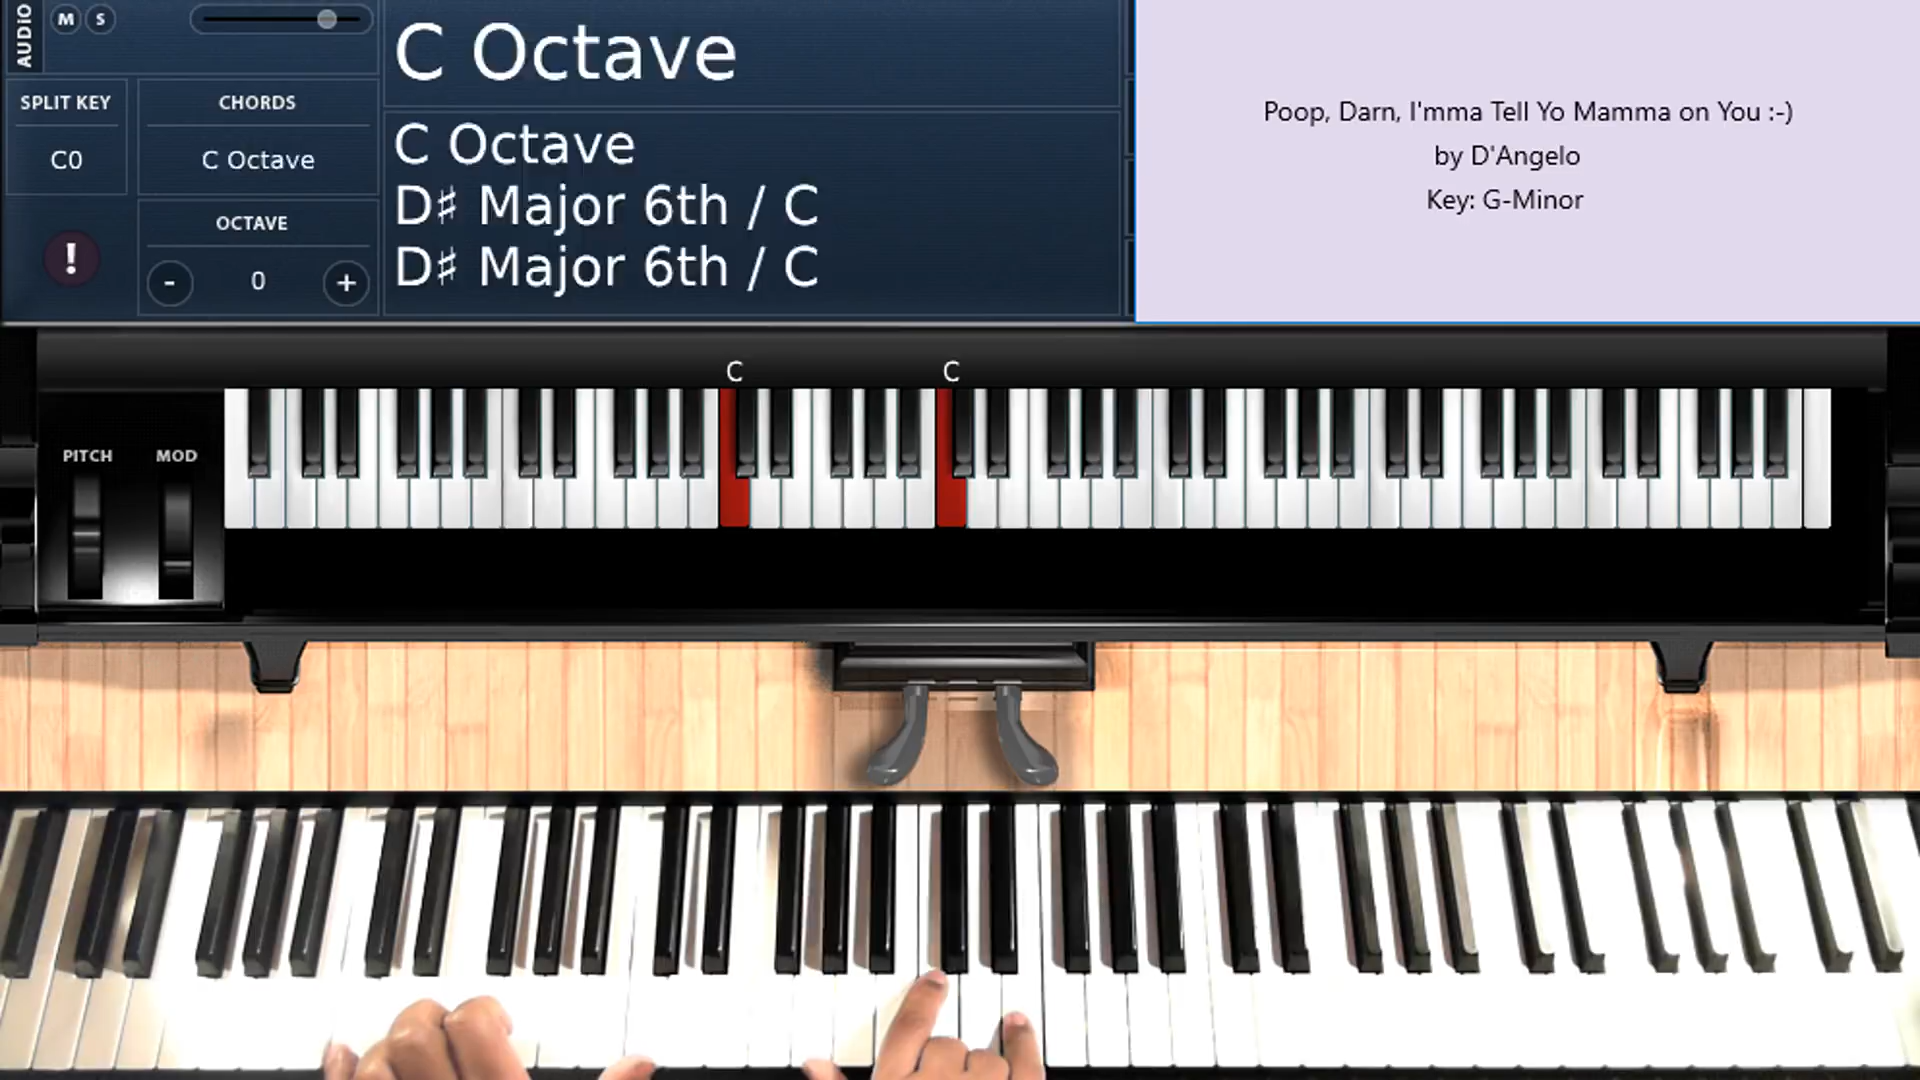 AUDIO
M S
SPLIT KEY
C0
!
CHORDS
C Octave
OCTAVE
- 0 +
C Octave
C Octave
D♯ Major 6th / C
D♯ Major 6th / C
Poop, Darn, I'mma Tell Yo Mamma on You :-)
by D'Angelo
Key: G-Minor
C C
PITCH MOD